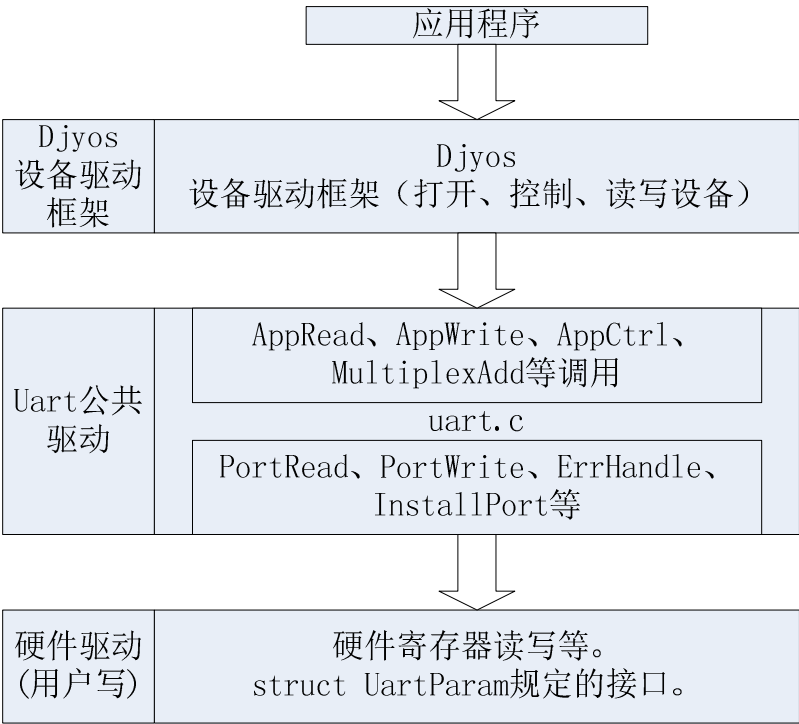 应用程序
Djyos
设备驱动
框架
Djyos
设备驱动框架（打开、控制、读写设备）
Uart公共
驱动
AppRead、AppWrite、AppCtrl、
MultiplexAdd等调用
uart.c
PortRead、PortWrite、ErrHandle、
InstallPort等
硬件驱动
(用户写)
硬件寄存器读写等。
struct UartParam规定的接口。